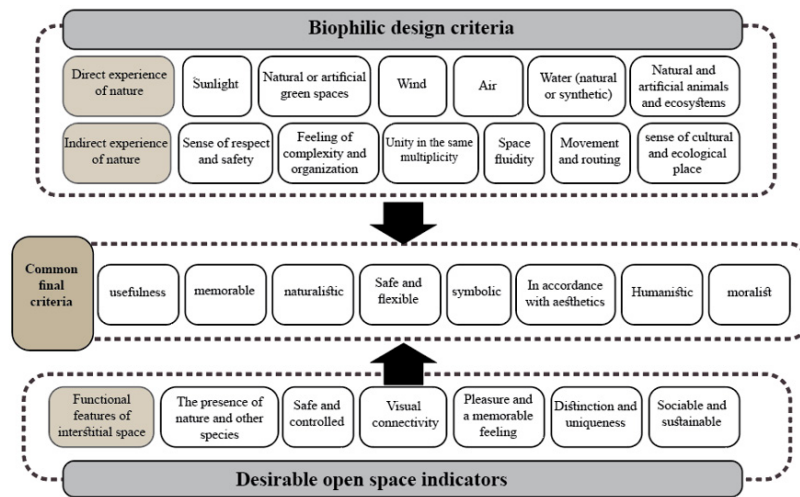 Biophilic design criteria
Direct experience
of nature
Sunlight
Natural or artificial
green spaces
Wind
Air
Water (natural
or synthetic)
Natural and
artificial animals
and ecosystems
Indirect experience
of nature
Sense of respect
and safety
Feeling of
complexity and
organization
Unity in the same
multiplicity
Space
fluidity
Movement
and routing
sense of cultural
and ecological
place
Common
final
criteria
usefulness
memorable
naturalistic
Safe and
flexible
symbolic
In accordance
with aesthetics
Humanistic
moralist
Functional
features of
interstitial space
The presence of
nature and other
species
Safe and
controlled
Visual
connectivity
Pleasure and
a memorable
feeling
Distinction and
uniqueness
Sociable and
sustainable
Desirable open space indicators